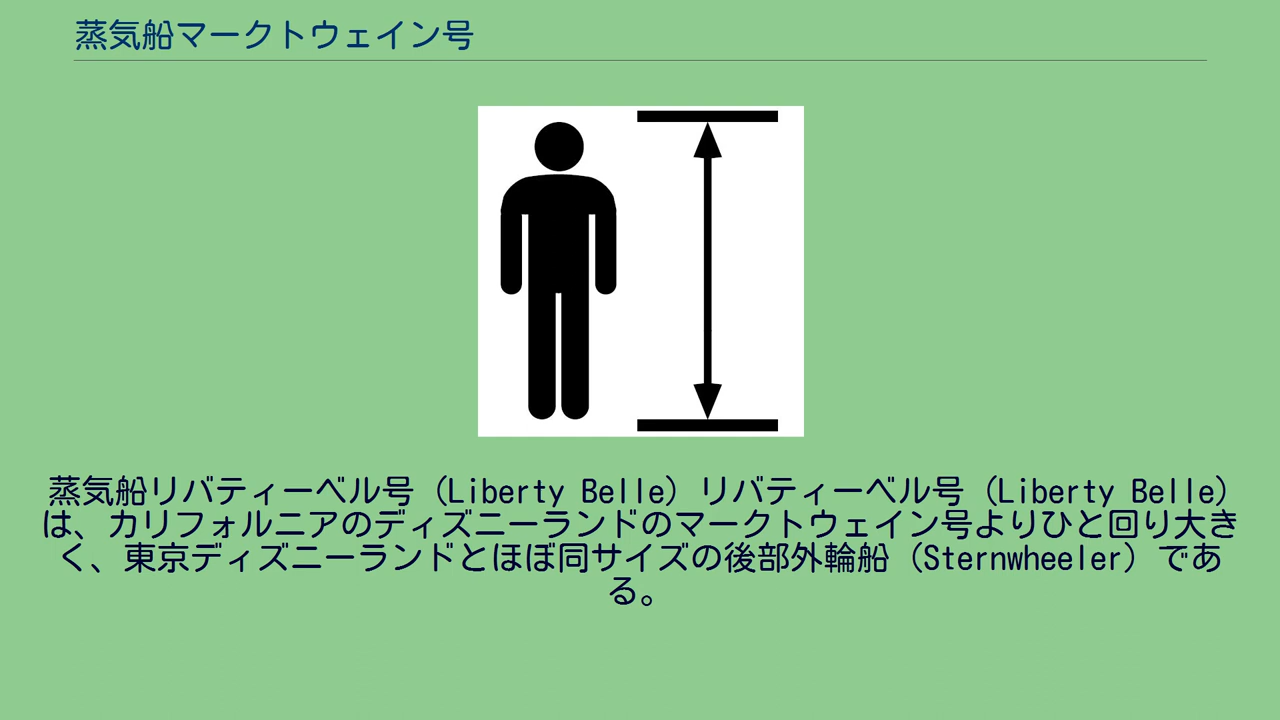 蒸気船マークトウェイン号
蒸気船リバティーベル号（Liberty Belle）リバティーベル号（Liberty Belle）
は、カリフォルニアのディズニーランドのマークトウェイン号よりひと回り大き
く、東京ディズニーランドとほぼ同サイズの後部外輪船（Sternwheeler）であ
る。